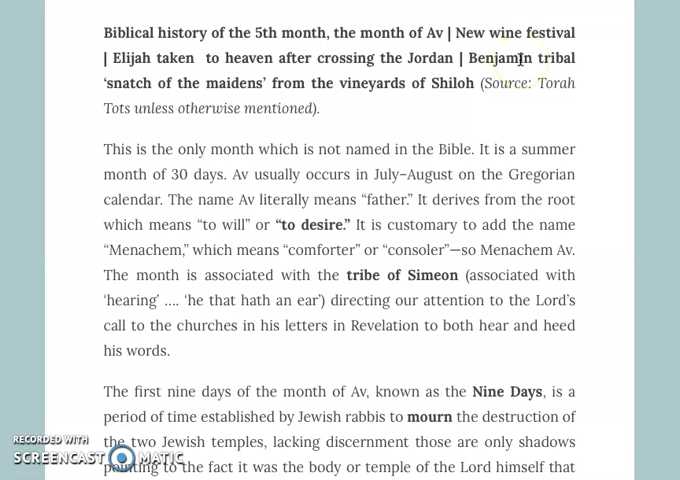 Biblical history of the 5th month, the month of Av | New wine festival
| Elijah taken to heaven after crossing the Jordan | Benjamin tribal
‘snatch of the maidens’ from the vineyards of Shiloh (Source: Torah
Tots unless otherwise mentioned).
This is the only month which is not named in the Bible. It is a summer
month of 30 days. Av usually occurs in July–August on the Gregorian
calendar. The name Av literally means “father.” It derives from the root
which means “to will” or “to desire.” It is customary to add the name
“Menachem,” which means “comforter” or “consoler”—so Menachem Av.
The month is associated with the tribe of Simeon (associated with
‘hearing’ .... ‘he that hath an ear’) directing our attention to the Lord’s
call to the churches in his letters in Revelation to both hear and heed
his words.
The first nine days of the month of Av, known as the Nine Days, is a
period of time established by Jewish rabbis to mourn the destruction of
the two Jewish temples, lacking discernment those are only shadows
pointing to the fact it was the body or temple of the Lord himself that
RECORDED WITH
SCREENCAST MATIC